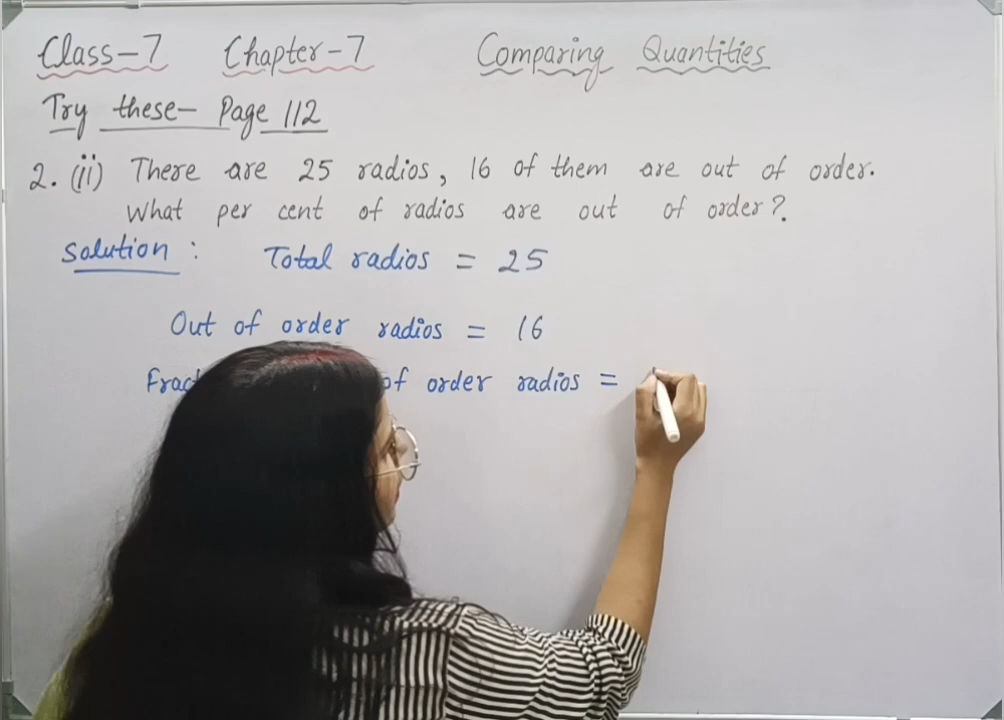 Class-7 Chapter-7 Comparing Quantities
Try these- Page 112
2. (ii) There are 25 radios, 16 of them are out of order.
What per cent of radios are out of order?
Solution : Total radios = 25
Out of order radios = 16
of order radios =